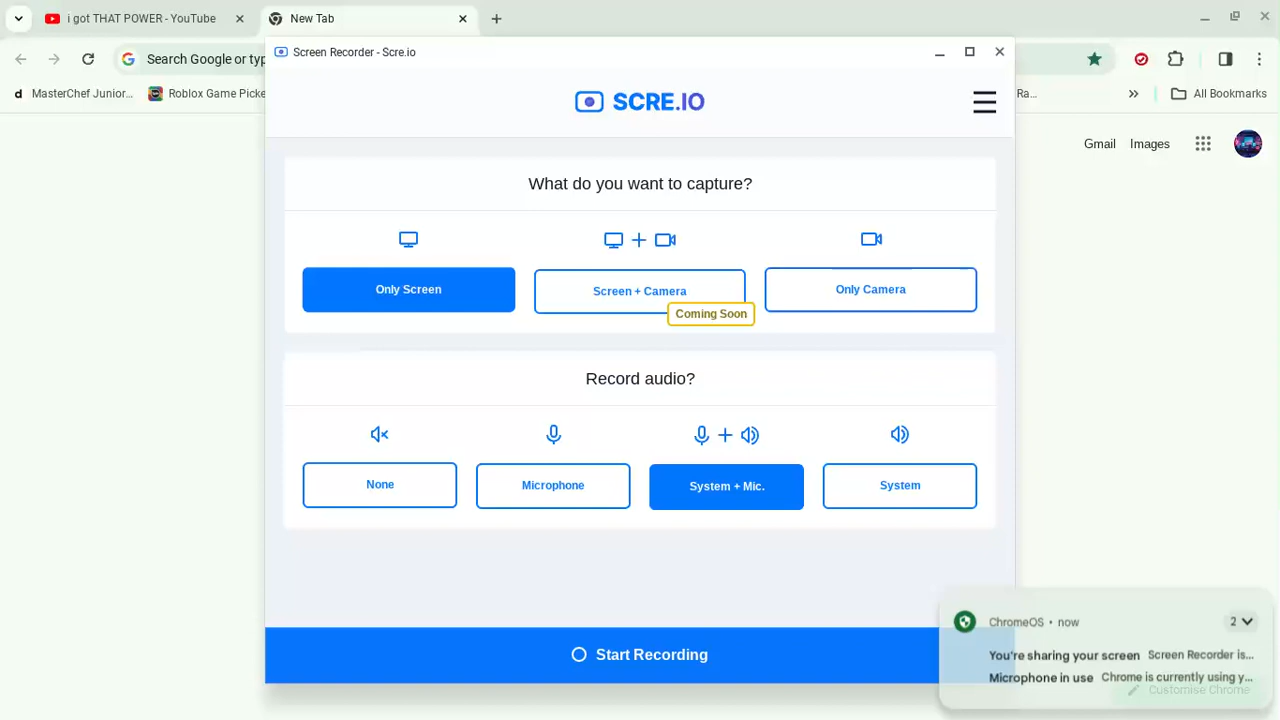 i got THAT POWER - YouTube
New Tab
Screen Recorder - Scre.io
Search Google or typ
MasterChef Junior...
Roblox Game Picke
Ra...
All Bookmarks
SCRE.IO
Gmail
Images
What do you want to capture?
Only Screen
Screen + Camera
Only Camera
Coming Soon
Record audio?
None
Microphone
System + Mic.
System
Start Recording
ChromeOS • now
2
You're sharing your screen Screen Recorder is...
Microphone in use Chrome is currently using y...
Customise Chrome